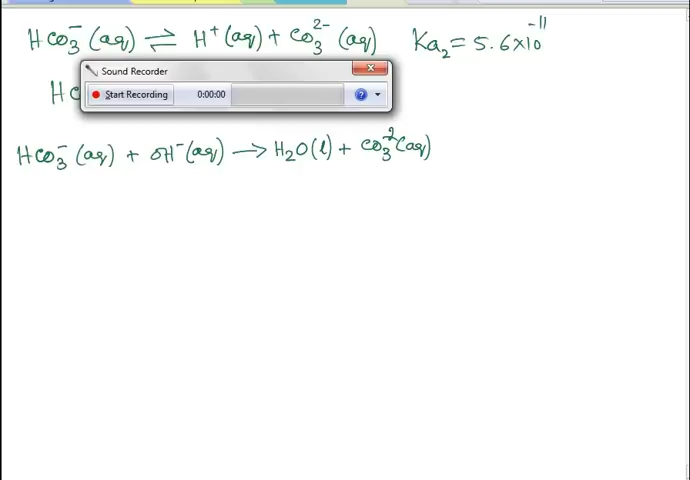 HCO₃⁻ (aq) ⇌ H⁺ (aq) + CO₃²⁻ (aq) Ka₂ = 5.6×10⁻¹¹
Sound Recorder
HC
Start Recording 0:00:00
HCO₃⁻ (aq) + OH⁻ (aq) → H₂O(l) + CO₃² (aq)